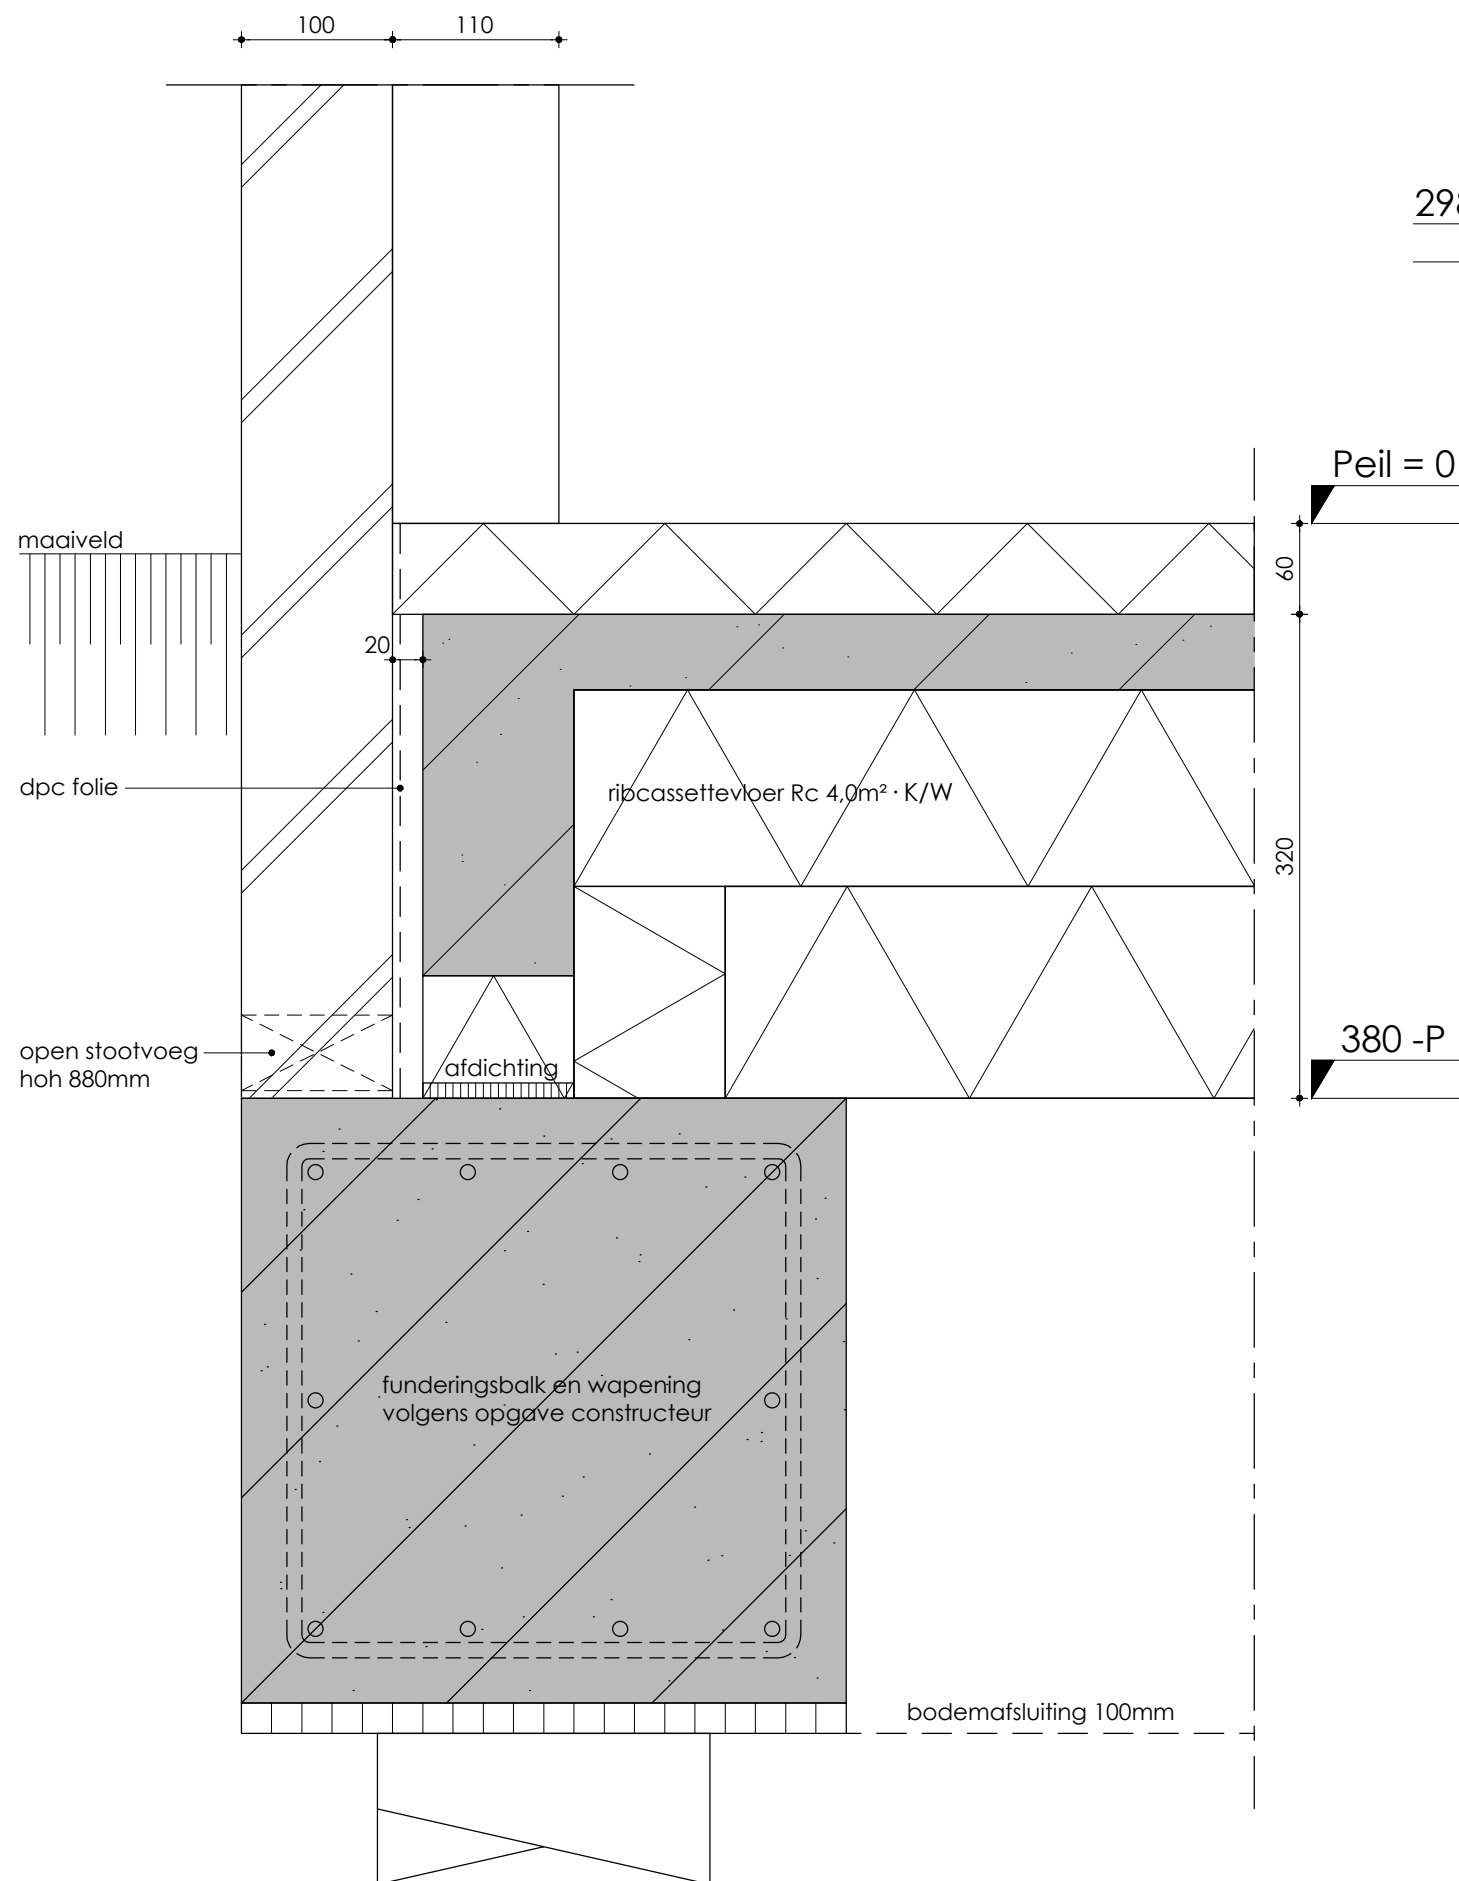 100
110
298
Peil = 0
maaiveld
60
20
dpc folie
ribcassettevloer Rc 4,0m² · K/W
320
380 -P
open stootvoeg
hoh 880mm
afdichting
funderingsbalk en wapening
volgens opgave constructeur
bodemafsluiting 100mm